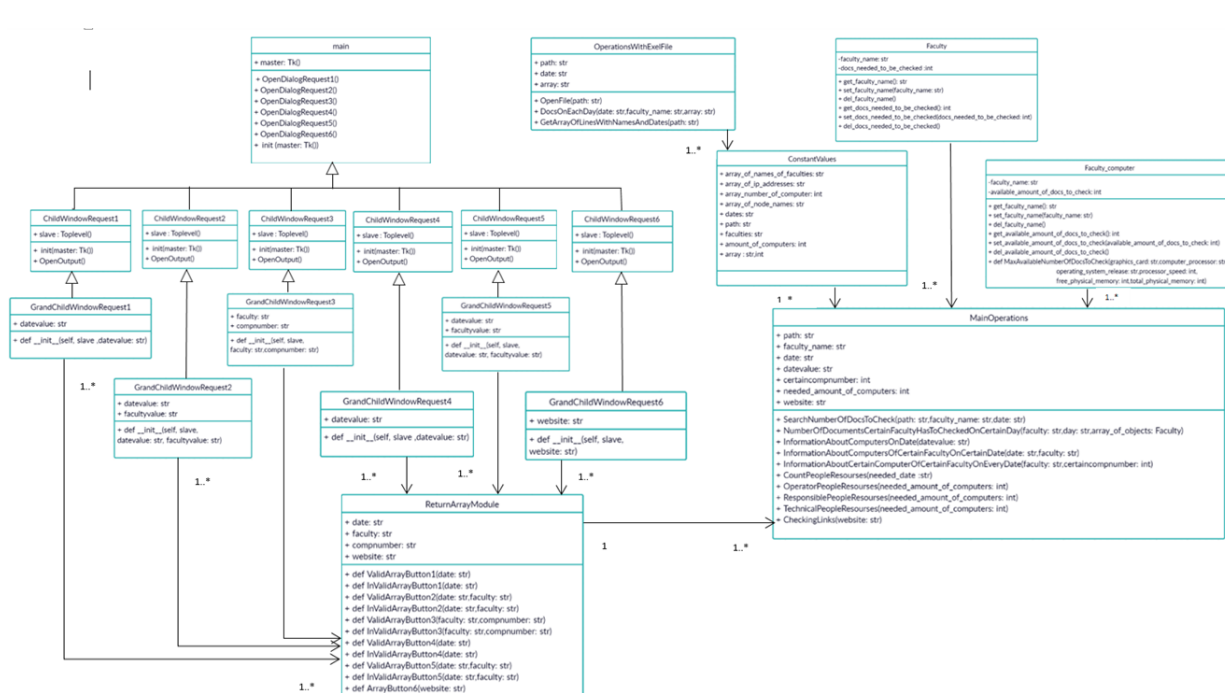 main
+ master: Tk()
+ OpenDialogRequest1()
+ OpenDialogRequest2()
+ OpenDialogRequest3()
+ OpenDialogRequest4()
+ OpenDialogRequest5()
+ OpenDialogRequest6()
+ init (master: Tk())
OperationsWithExelFile
+ path: str
+ date: str
+ array: str
+ OpenFile(path: str)
+ DocsOnEachDay(date: str,faculty_name: str,array: str)
+ GetArrayOfLinesWithNamesAndDates(path: str)
1..*
Faculty
-faculty_name: str
-docs_needed_to_be_checked :int
+ get_faculty_name(): str
+ set_faculty_name(faculty_name: str)
+ del_faculty_name()
+ get_docs_needed_to_be_checked(): int
+ set_docs_needed_to_be_checked(docs_needed_to_be_checked: int)
+ del_docs_needed_to_be_checked()
1..*
ConstantValues
+ array_of_names_of_faculties: str
+ array_of_ip_addresses: str
+ array_number_of_computer: int
+ array_of_node_names: str
+ dates: str
+ path: str
+ faculties: str
+ amount_of_computers: int
+ array : str,int
1 *
Faculty_computer
-faculty_name: str
-available_amount_of_docs_to_check: int
+ get_faculty_name(): str
+ set_faculty_name(faculty_name: str)
+ del_faculty_name()
+ get_available_amount_of_docs_to_check(): int
+ set_available_amount_of_docs_to_check(available_amount_of_docs_to_check: int)
+ del_available_amount_of_docs_to_check()
+ def MaxAvailableNumberOfDocsToCheck(graphics_card: str,computer_processor: str
operating_system_release: str,processor_speed: int,
free_physical_memory: int,total_physical_memory: int)
1..*
ChildWindowRequest1
+ slave : Toplevel()
+ init(master: Tk())
+ OpenOutput()
ChildWindowRequest2
+ slave : Toplevel()
+ init(master: Tk())
+ OpenOutput()
ChildWindowRequest3
+ slave : Toplevel()
+ init(master: Tk())
+ OpenOutput()
ChildWindowRequest4
+ slave : Toplevel()
+ init(master: Tk())
+ OpenOutput()
ChildWindowRequest5
+ slave : Toplevel()
+ init(master: Tk())
+ OpenOutput()
ChildWindowRequest6
+ slave : Toplevel()
+ init(master: Tk())
+ OpenOutput()
GrandChildWindowRequest1
+ datevalue: str
+ def __init__(self, slave ,datevalue: str)
1..*
GrandChildWindowRequest2
+ datevalue: str
+ facultyvalue: str
+ def __init__(self, slave,
datevalue: str, facultyvalue: str)
1..*
GrandChildWindowRequest3
+ faculty: str
+ compnumber: str
+ def __init__(self, slave,
faculty: str,compnumber: str)
GrandChildWindowRequest4
+ datevalue: str
+ def __init__(self, slave ,datevalue: str)
1..*
GrandChildWindowRequest5
+ datevalue: str
+ facultyvalue: str
+ def __init__(self, slave,
datevalue: str, facultyvalue: str)
1..*
GrandChildWindowRequest6
+ website: str
+ def __init__(self, slave,
website: str)
1..*
MainOperations
+ path: str
+ faculty_name: str
+ date: str
+ datevalue: str
+ certaincompnumber: int
+ needed_amount_of_computers: int
+ website: str
+ SearchNumberOfDocsToCheck(path: str,faculty_name: str,date: str)
+ NumberOfDocumentsCertainFacultyHasToCheckedOnCertainDay(faculty: str,day: str,array_of_objects: Faculty)
+ InformationAboutComputersOnDate(datevalue: str)
+ InformationAboutComputersOfCertainFacultyOnCertainDate(date: str,faculty: str)
+ InformationAboutCertainComputerOfCertainFacultyOnEveryDate(faculty: str,certaincompnumber: int)
+ CountPeopleResourses(needed_date :str)
+ OperatorPeopleResourses(needed_amount_of_computers: int)
+ ResponsiblePeopleResourses(needed_amount_of_computers: int)
+ TechnicalPeopleResourses(needed_amount_of_computers: int)
+ CheckingLinks(website: str)
ReturnArrayModule
+ date: str
+ faculty: str
+ compnumber: str
+ website: str
+ def ValidArrayButton1(date: str)
+ def InValidArrayButton1(date: str)
+ def ValidArrayButton2(date: str,faculty: str)
+ def InValidArrayButton2(date: str,faculty: str)
+ def ValidArrayButton3(faculty: str,compnumber: str)
+ def InValidArrayButton3(faculty: str,compnumber: str)
+ def ValidArrayButton4(date: str)
+ def InValidArrayButton4(date: str)
+ def ValidArrayButton5(date: str,faculty: str)
+ def InValidArrayButton5(date: str,faculty: str)
+ def ArrayButton6(website: str)
1
1..*
1..*